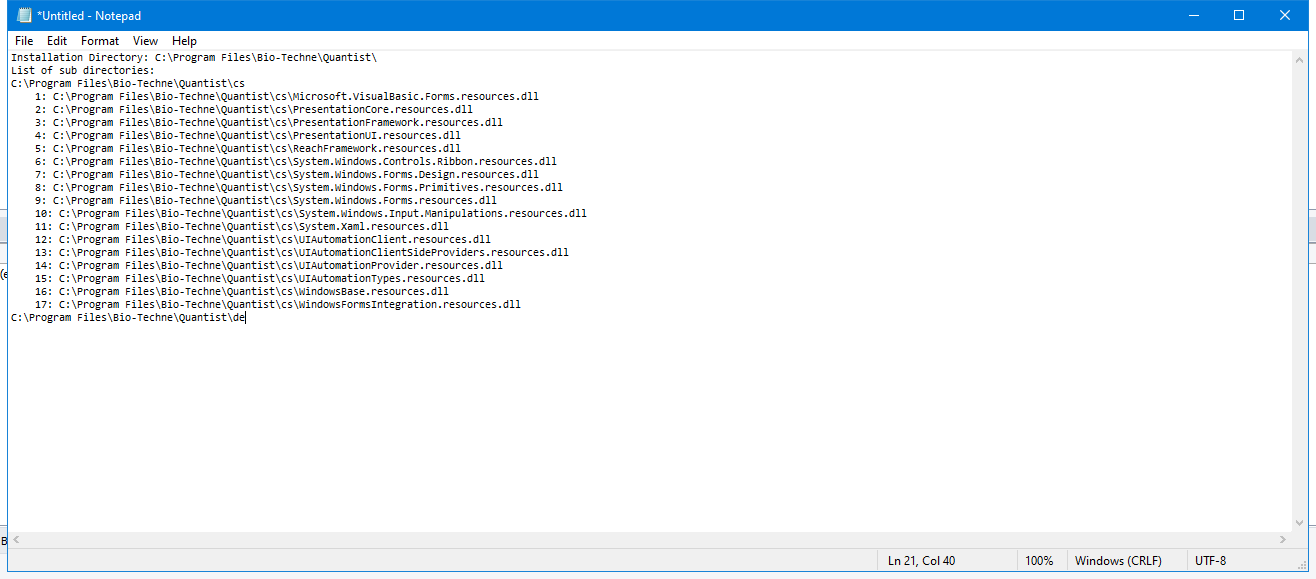 *Untitled - Notepad
File Edit Format View Help
Installation Directory: C:\Program Files\Bio-Techne\Quantist\
List of sub directories:
C:\Program Files\Bio-Techne\Quantist\cs
    1: C:\Program Files\Bio-Techne\Quantist\cs\Microsoft.VisualBasic.Forms.resources.dll
    2: C:\Program Files\Bio-Techne\Quantist\cs\PresentationCore.resources.dll
    3: C:\Program Files\Bio-Techne\Quantist\cs\PresentationFramework.resources.dll
    4: C:\Program Files\Bio-Techne\Quantist\cs\PresentationUI.resources.dll
    5: C:\Program Files\Bio-Techne\Quantist\cs\ReachFramework.resources.dll
    6: C:\Program Files\Bio-Techne\Quantist\cs\System.Windows.Controls.Ribbon.resources.dll
    7: C:\Program Files\Bio-Techne\Quantist\cs\System.Windows.Forms.Design.resources.dll
    8: C:\Program Files\Bio-Techne\Quantist\cs\System.Windows.Forms.Primitives.resources.dll
    9: C:\Program Files\Bio-Techne\Quantist\cs\System.Windows.Forms.resources.dll
    10: C:\Program Files\Bio-Techne\Quantist\cs\System.Windows.Input.Manipulations.resources.dll
    11: C:\Program Files\Bio-Techne\Quantist\cs\System.Xaml.resources.dll
    12: C:\Program Files\Bio-Techne\Quantist\cs\UIAutomationClient.resources.dll
    13: C:\Program Files\Bio-Techne\Quantist\cs\UIAutomationClientSideProviders.resources.dll
    14: C:\Program Files\Bio-Techne\Quantist\cs\UIAutomationProvider.resources.dll
    15: C:\Program Files\Bio-Techne\Quantist\cs\UIAutomationTypes.resources.dll
    16: C:\Program Files\Bio-Techne\Quantist\cs\WindowsBase.resources.dll
    17: C:\Program Files\Bio-Techne\Quantist\cs\WindowsFormsIntegration.resources.dll
C:\Program Files\Bio-Techne\Quantist\de
Ln 21, Col 40 100% Windows (CRLF) UTF-8